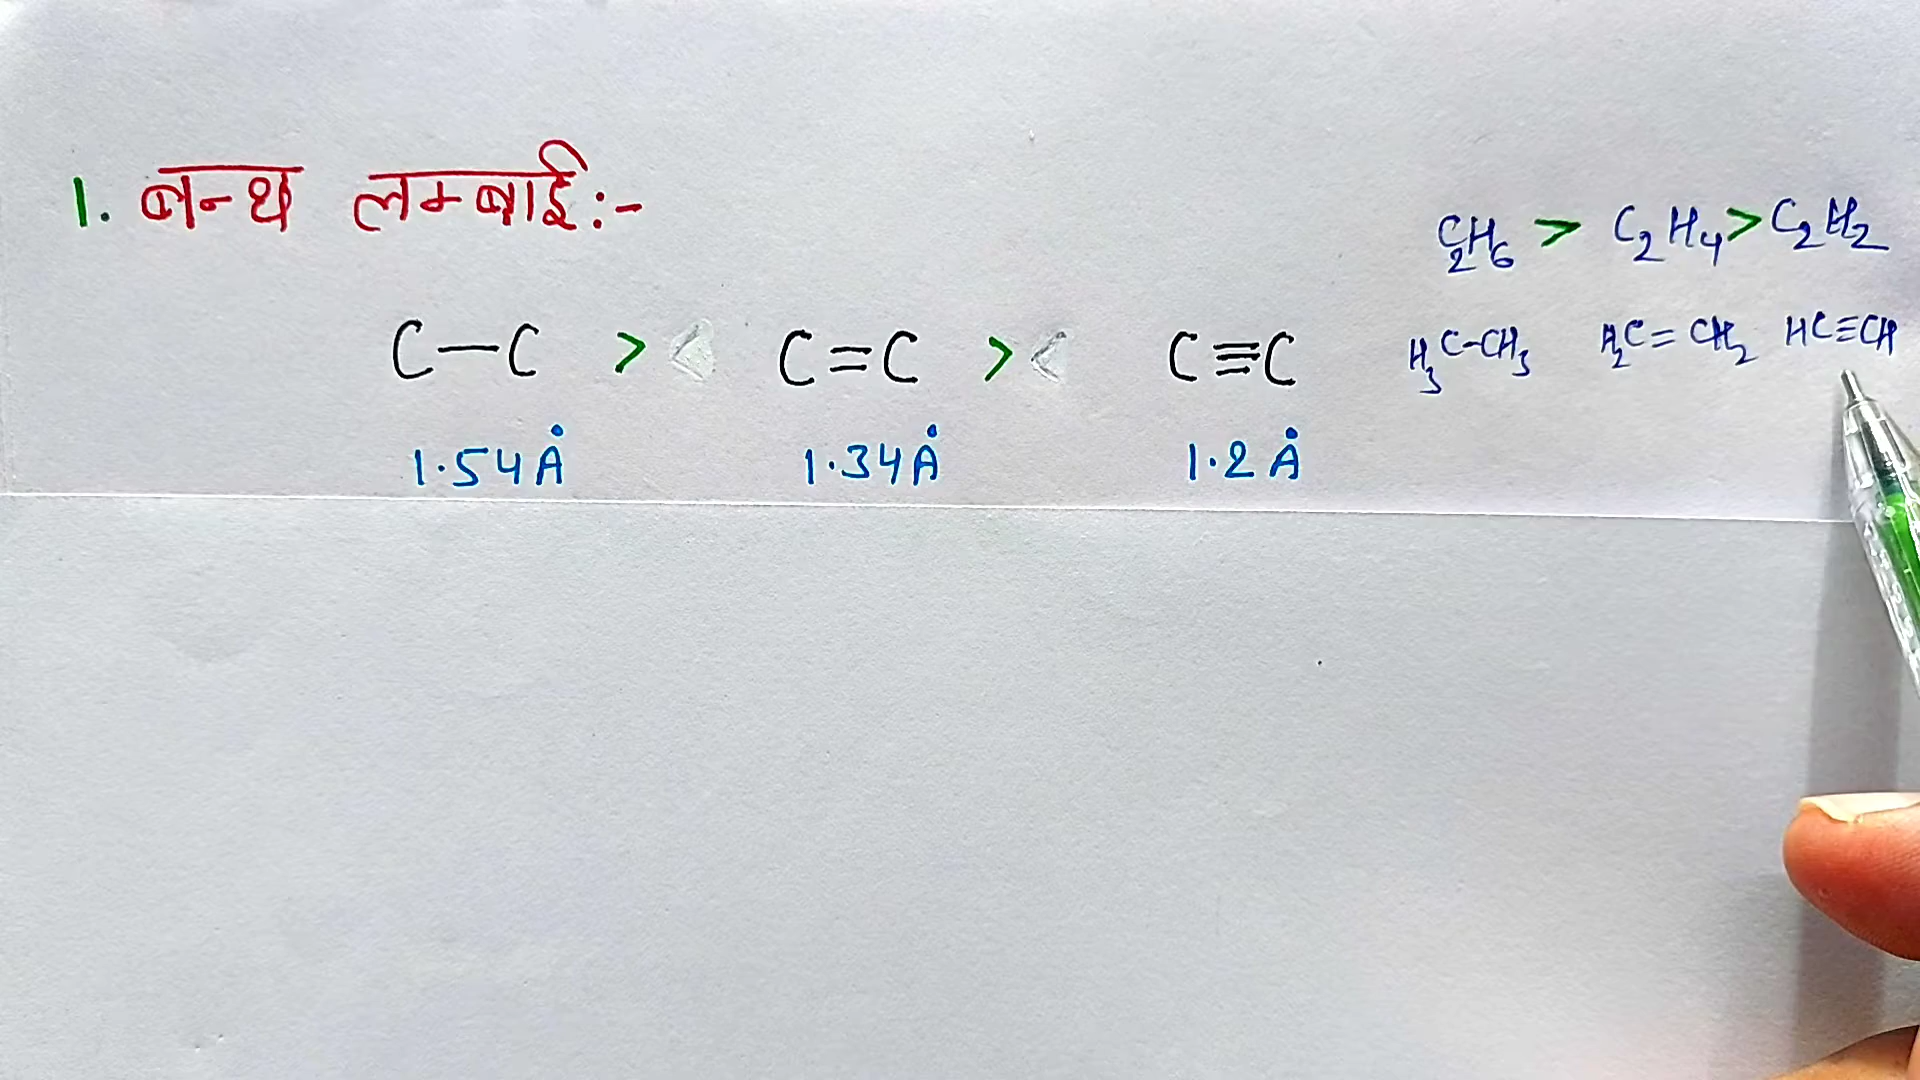 1. बन्ध लम्बाई:-
C2H6 > C2H4 > C2H2
C-C > < C=C > < C≡C
H3C-CH3 H2C=CH2 HC≡CH
1.54Å 1.34Å 1.2Å